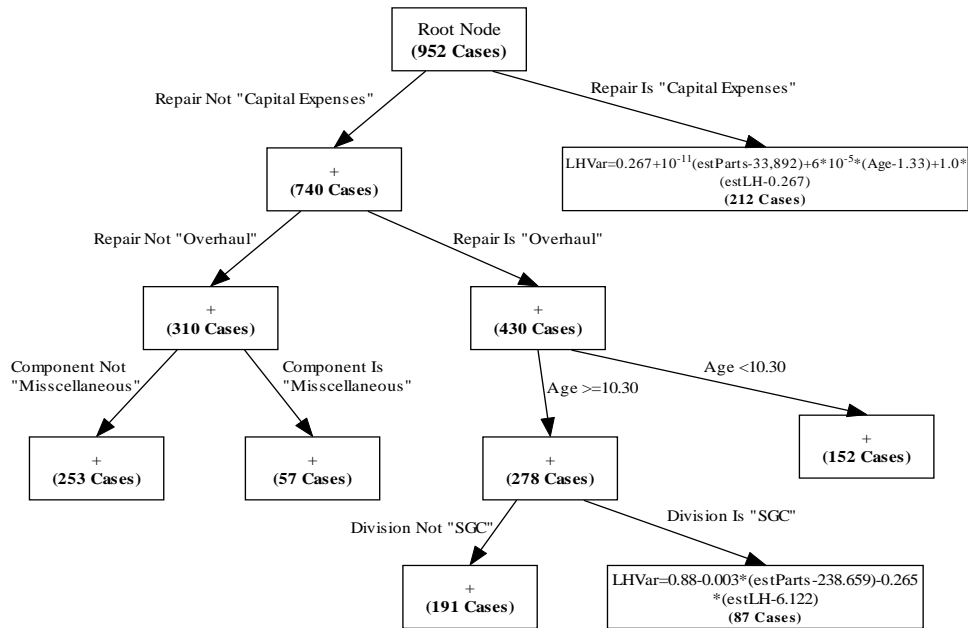 Root Node
(952 Cases)
Repair Not "Capital Expenses"
Repair Is "Capital Expenses"
+
(740 Cases)
LHVar=0.267+10⁻¹¹(estParts-33,892)+6*10⁻⁵*(Age-1.33)+1.0*
(estLH-0.267)
(212 Cases)
Repair Not "Overhaul"
Repair Is "Overhaul"
+
(310 Cases)
+
(430 Cases)
Component Not
"Misscellaneous"
Component Is
"Misscellaneous"
Age >=10.30
Age <10.30
+
(253 Cases)
+
(57 Cases)
+
(278 Cases)
+
(152 Cases)
Division Not "SGC"
Division Is "SGC"
+
(191 Cases)
LHVar=0.88-0.003*(estParts-238.659)-0.265
*(estLH-6.122)
(87 Cases)